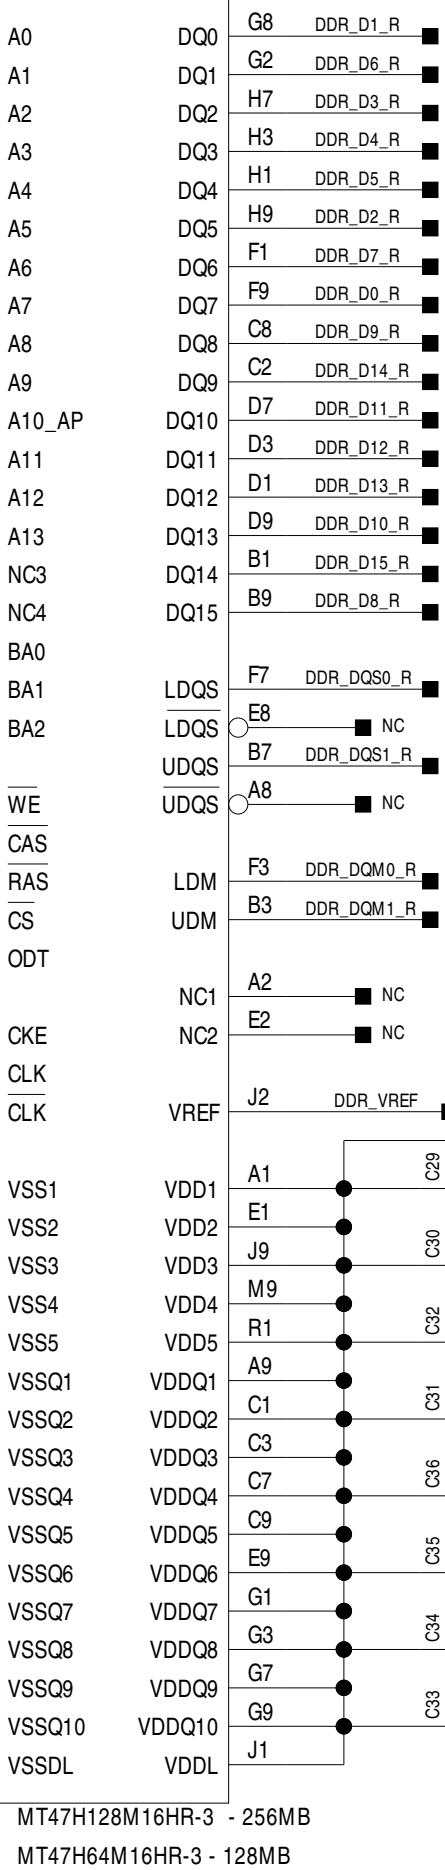 A0 DQ0 G8 DDR_D1_R
A1 DQ1 G2 DDR_D6_R
A2 DQ2 H7 DDR_D3_R
A3 DQ3 H3 DDR_D4_R
A4 DQ4 H1 DDR_D5_R
A5 DQ5 H9 DDR_D2_R
A6 DQ6 F1 DDR_D7_R
A7 DQ7 F9 DDR_D0_R
A8 DQ8 C8 DDR_D9_R
A9 DQ9 C2 DDR_D14_R
A10_AP DQ10 D7 DDR_D11_R
A11 DQ11 D3 DDR_D12_R
A12 DQ12 D1 DDR_D13_R
A13 DQ13 D9 DDR_D10_R
NC3 DQ14 B1 DDR_D15_R
NC4 DQ15 B9 DDR_D8_R
BA0
BA1 LDQS F7 DDR_DQS0_R
BA2 LDQS E8 NC
UDQS B7 DDR_DQS1_R
WE UDQS A8 NC
CAS
RAS LDM F3 DDR_DQM0_R
CS UDM B3 DDR_DQM1_R
ODT
NC1 A2 NC
CKE NC2 E2 NC
CLK
CLK VREF J2 DDR_VREF
C29
VSS1 VDD1 A1
VSS2 VDD2 E1
C30
VSS3 VDD3 J9
VSS4 VDD4 M9
C32
VSS5 VDD5 R1
VSSQ1 VDDQ1 A9
C31
VSSQ2 VDDQ2 C1
VSSQ3 VDDQ3 C3
C36
VSSQ4 VDDQ4 C7
VSSQ5 VDDQ5 C9
C35
VSSQ6 VDDQ6 E9
VSSQ7 VDDQ7 G1
C34
VSSQ8 VDDQ8 G3
VSSQ9 VDDQ9 G7
C33
VSSQ10 VDDQ10 G9
VSSDL VDDL J1
MT47H128M16HR-3 - 256MB
MT47H64M16HR-3 - 128MB